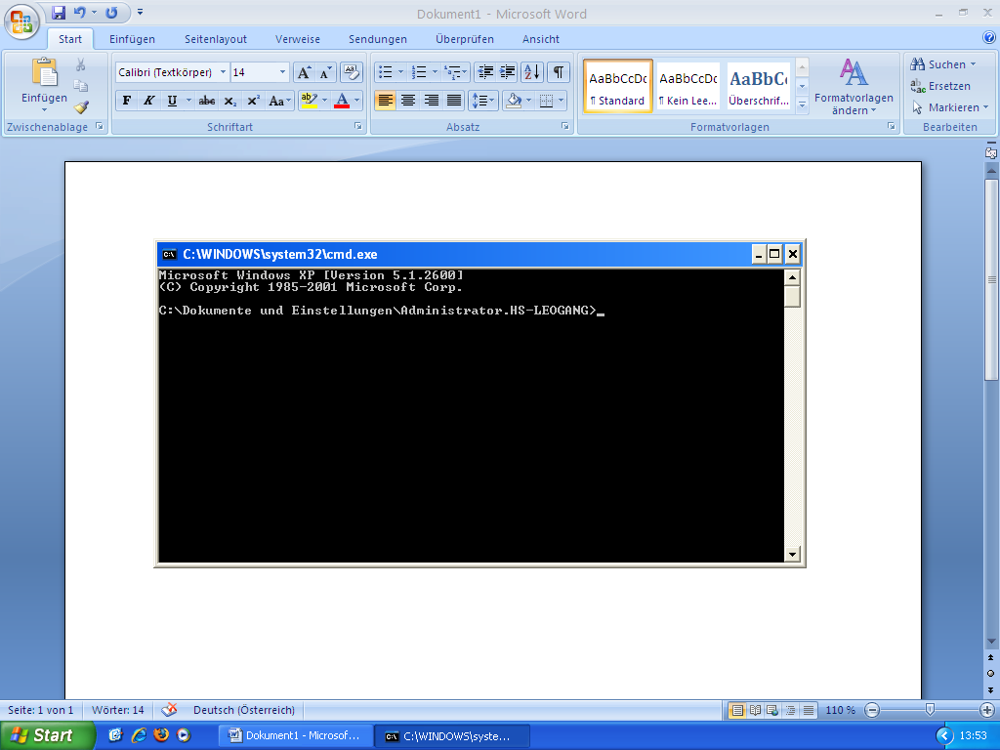 Dokument1 - Microsoft Word
Start Einfügen Seitenlayout Verweise Sendungen Überprüfen Ansicht
Einfügen
Zwischenablage
Calibri (Textkörper) 14
F K U abc x₂ x² Aa
ab A
Schriftart
Absatz
AaBbCcDc AaBbCcDc AaBbCc
¶ Standard ¶ Kein Lee... Überschrif...
Formatvorlagen
ändern
Formatvorlagen
Suchen
Ersetzen
Markieren
Bearbeiten
C:\WINDOWS\system32\cmd.exe
Microsoft Windows XP [Version 5.1.2600]
(C) Copyright 1985-2001 Microsoft Corp.
C:\Dokumente und Einstellungen\Administrator.HS-LEOGANG>_
Seite: 1 von 1 Wörter: 14 Deutsch (Österreich) 110 %
Start Dokument1 - Microsof... C:\WINDOWS\syste... 13:53